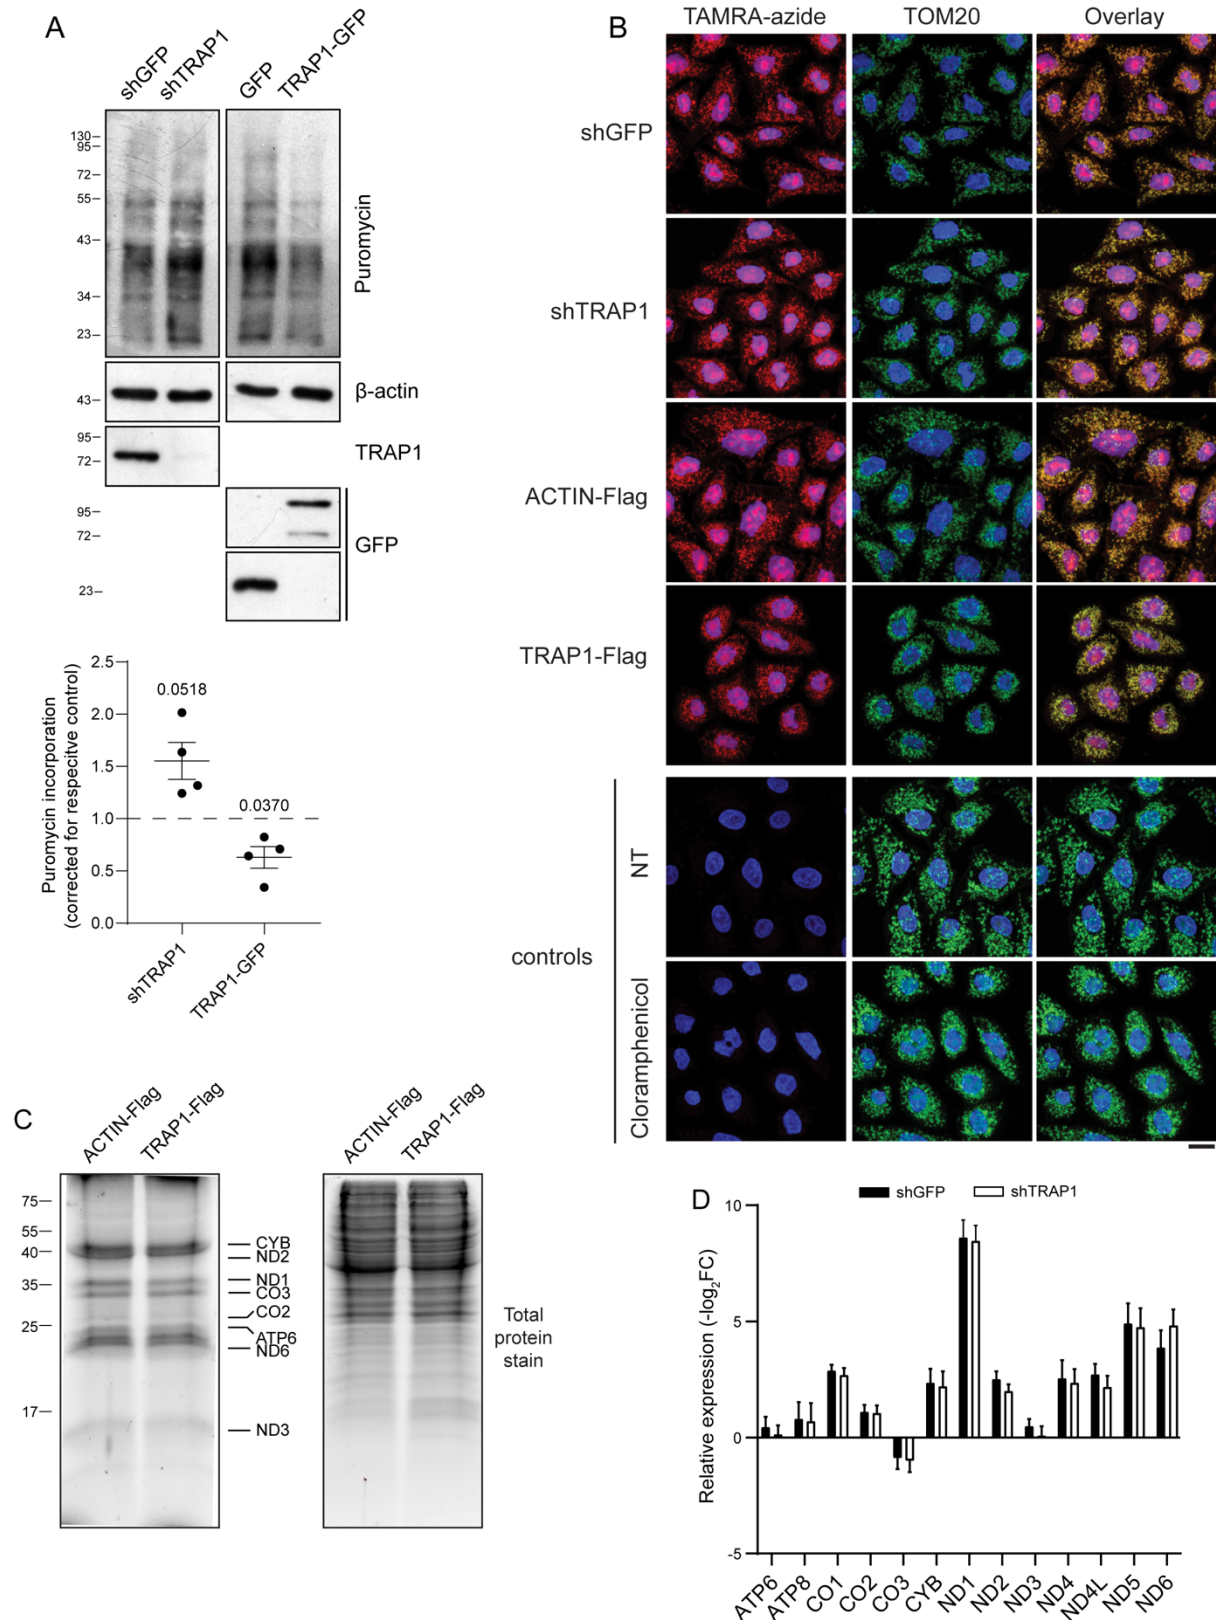 A
shGFP
shTRAP1
GFP
TRAP1-GFP
130
95
72
55
43
34
23
Puromycin
43
β-actin
95
72
TRAP1
95
72
23
GFP
2.5
2.0
1.5
1.0
0.5
0.0
0.0518
0.0370
Puromycin incorporation
(corrected for respecitve control)
shTRAP1
TRAP1-GFP
B
TAMRA-azide
TOM20
Overlay
shGFP
shTRAP1
ACTIN-Flag
TRAP1-Flag
controls
NT
Cloramphenicol
C
ACTIN-Flag
TRAP1-Flag
ACTIN-Flag
TRAP1-Flag
75
55
40
35
25
17
CYB
ND2
ND1
CO3
CO2
ATP6
ND6
ND3
Total
protein
stain
D
shGFP
shTRAP1
10
5
0
-5
Relative expression (-log₂FC)
ATP6
ATP8
CO1
CO2
CO3
CYB
ND1
ND2
ND3
ND4
ND4L
ND5
ND6